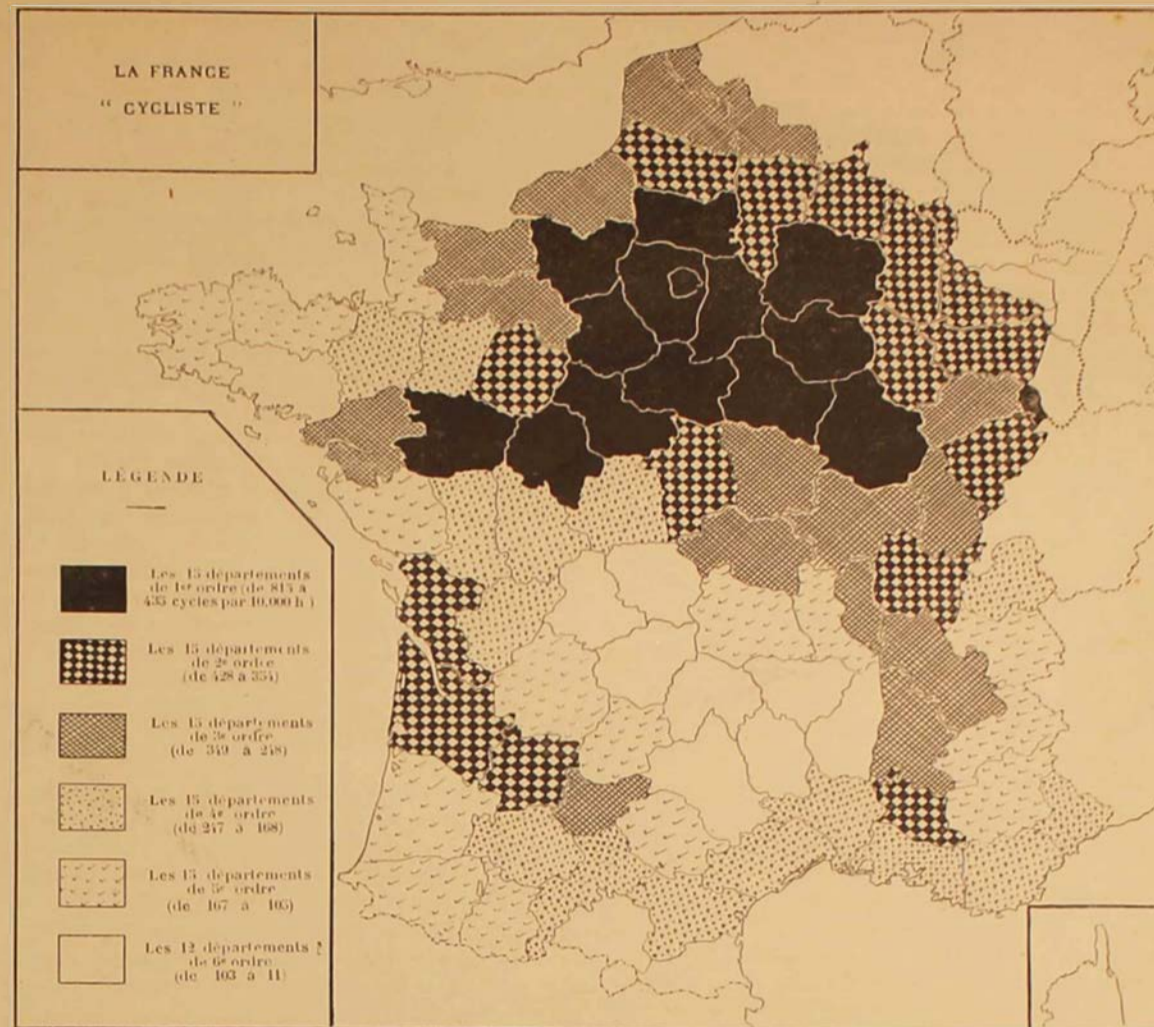 LA FRANCE
“ CYCLISTE ”
LÉGENDE
Les 15 départements
de 1er ordre (de 815 à
435 cycles par 10.000 h)
Les 15 départements
de 2e ordre
(de 428 à 354)
Les 15 départements
de 3e ordre
(de 349 à 248)
Les 15 départements
de 4e ordre
(de 247 à 168)
Les 15 départements
de 5e ordre
(de 167 à 105)
Les 12 départements
de 6e ordre
(de 103 à 11)